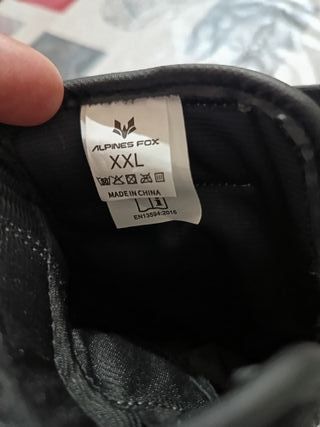 ALPINES FOX
XXL
MADE IN CHINA
EN13594:2015